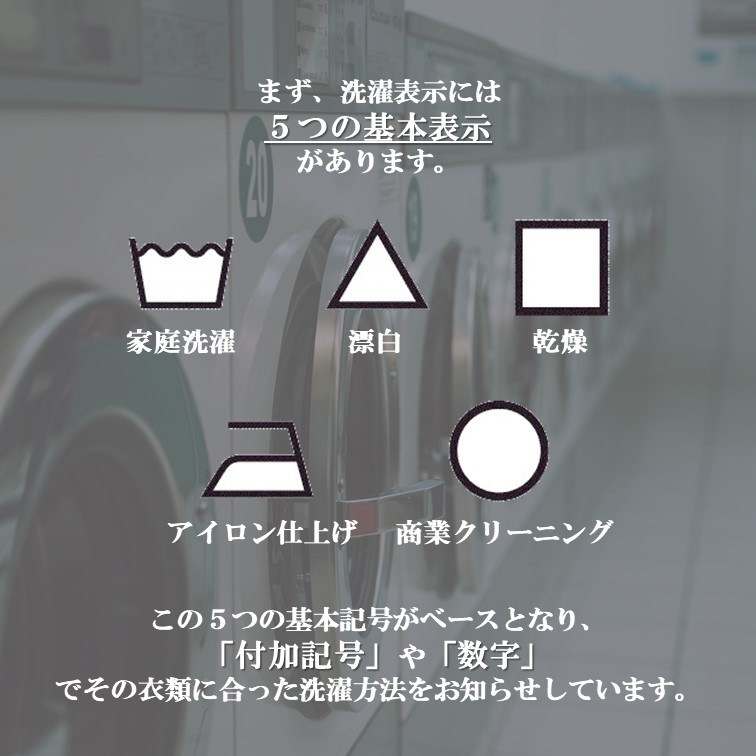 まず、洗濯表示には
５つの基本表示
があります。
20
家庭洗濯
漂白
乾燥
アイロン仕上げ
商業クリーニング
この５つの基本記号がベースとなり、
「付加記号」や「数字」
でその衣類に合った洗濯方法をお知らせしています。